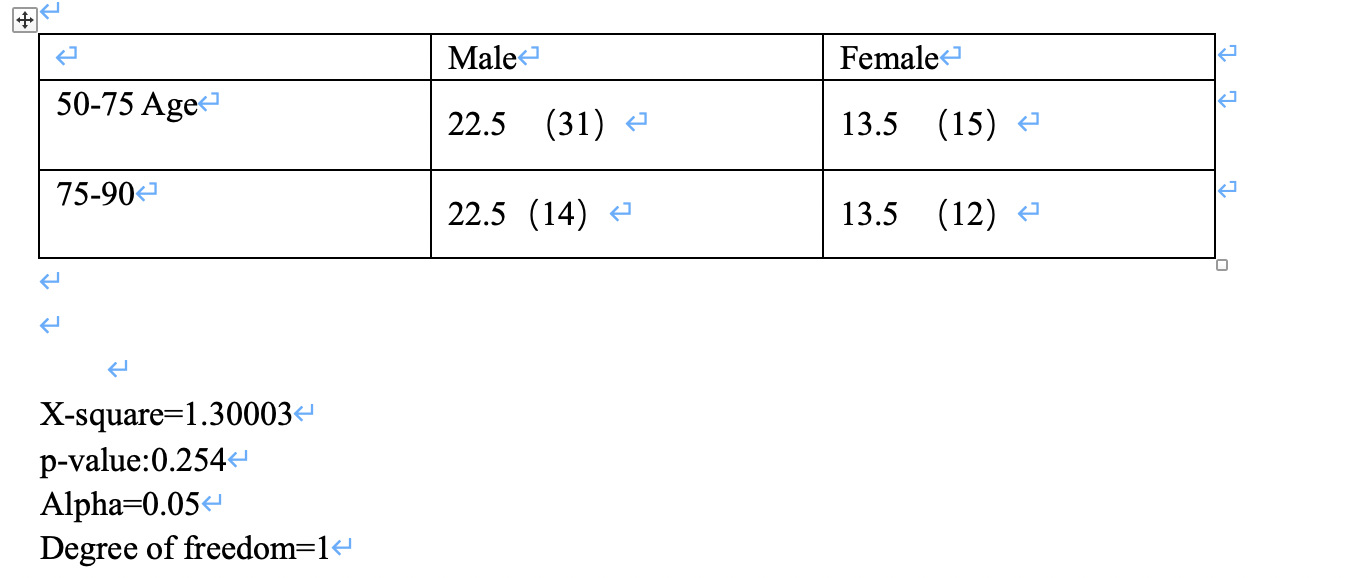 Male Female
50-75 Age 22.5 (31) 13.5 (15)
75-90 22.5 (14) 13.5 (12)
X-square=1.30003
p-value:0.254
Alpha=0.05
Degree of freedom=1